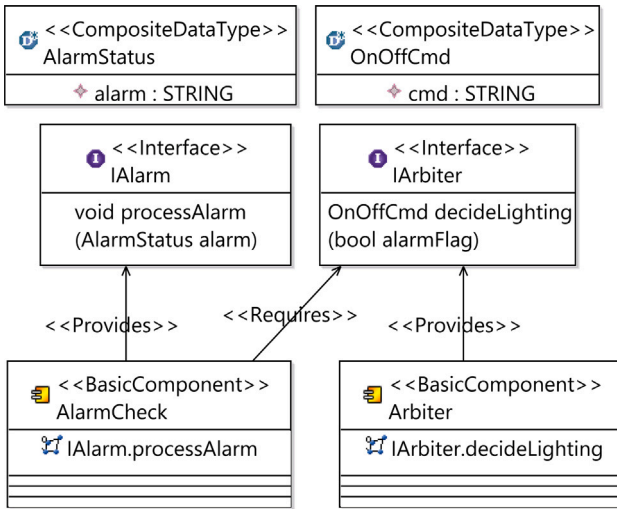 <<CompositeDataType>>
AlarmStatus
alarm : STRING
<<CompositeDataType>>
OnOffCmd
cmd : STRING
<<Interface>>
IAlarm
void processAlarm
(AlarmStatus alarm)
<<Interface>>
IArbiter
OnOffCmd decideLighting
(bool alarmFlag)
<<Provides>>
<<Requires>>
<<Provides>>
<<BasicComponent>>
AlarmCheck
IAlarm.processAlarm
<<BasicComponent>>
Arbiter
IArbiter.decideLighting